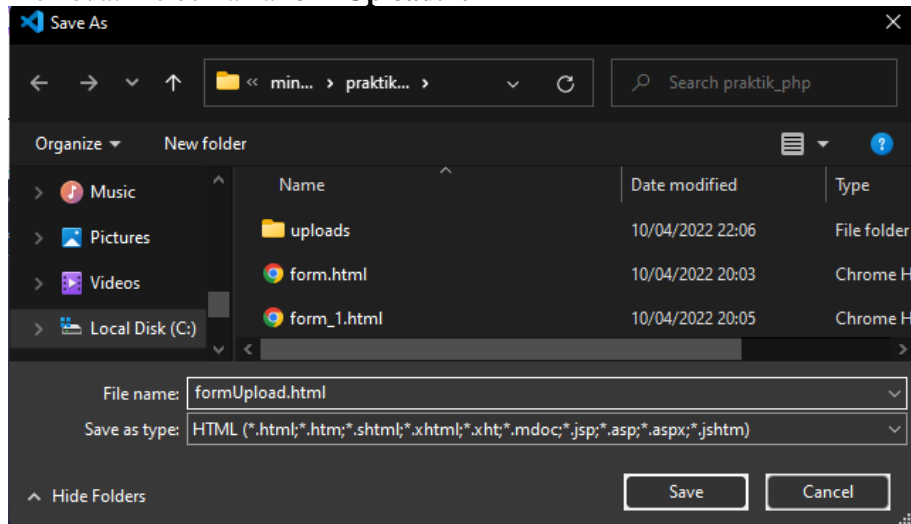 Save As
« min... › praktik... ›
Search praktik_php
Organize
New folder
Name
Date modified
Type
Music
Pictures
Videos
Local Disk (C:)
uploads
10/04/2022 22:06
File folder
form.html
10/04/2022 20:03
Chrome H
form_1.html
10/04/2022 20:05
Chrome H
File name:
formUpload.html
Save as type:
HTML (*.html;*.htm;*.shtml;*.xhtml;*.xht;*.mdoc;*.jsp;*.asp;*.aspx;*.jshtm)
Hide Folders
Save
Cancel